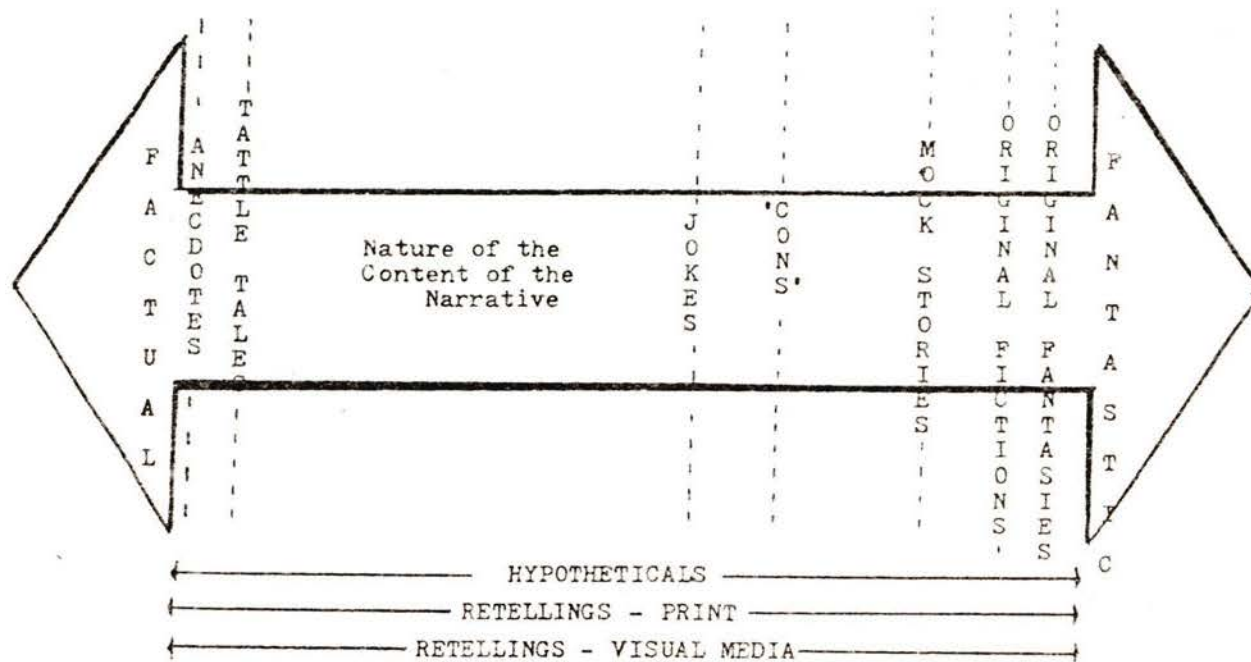 FACTUAL
ANECDOTES
TATTLE TALES
Nature of the
Content of the
Narrative
JOKES
'CONS'
MOCK STORIES
ORIGINAL FICTIONS
ORIGINAL FANTASIES
FANTASTIC
HYPOTHETICALS
RETELLINGS - PRINT
RETELLINGS - VISUAL MEDIA